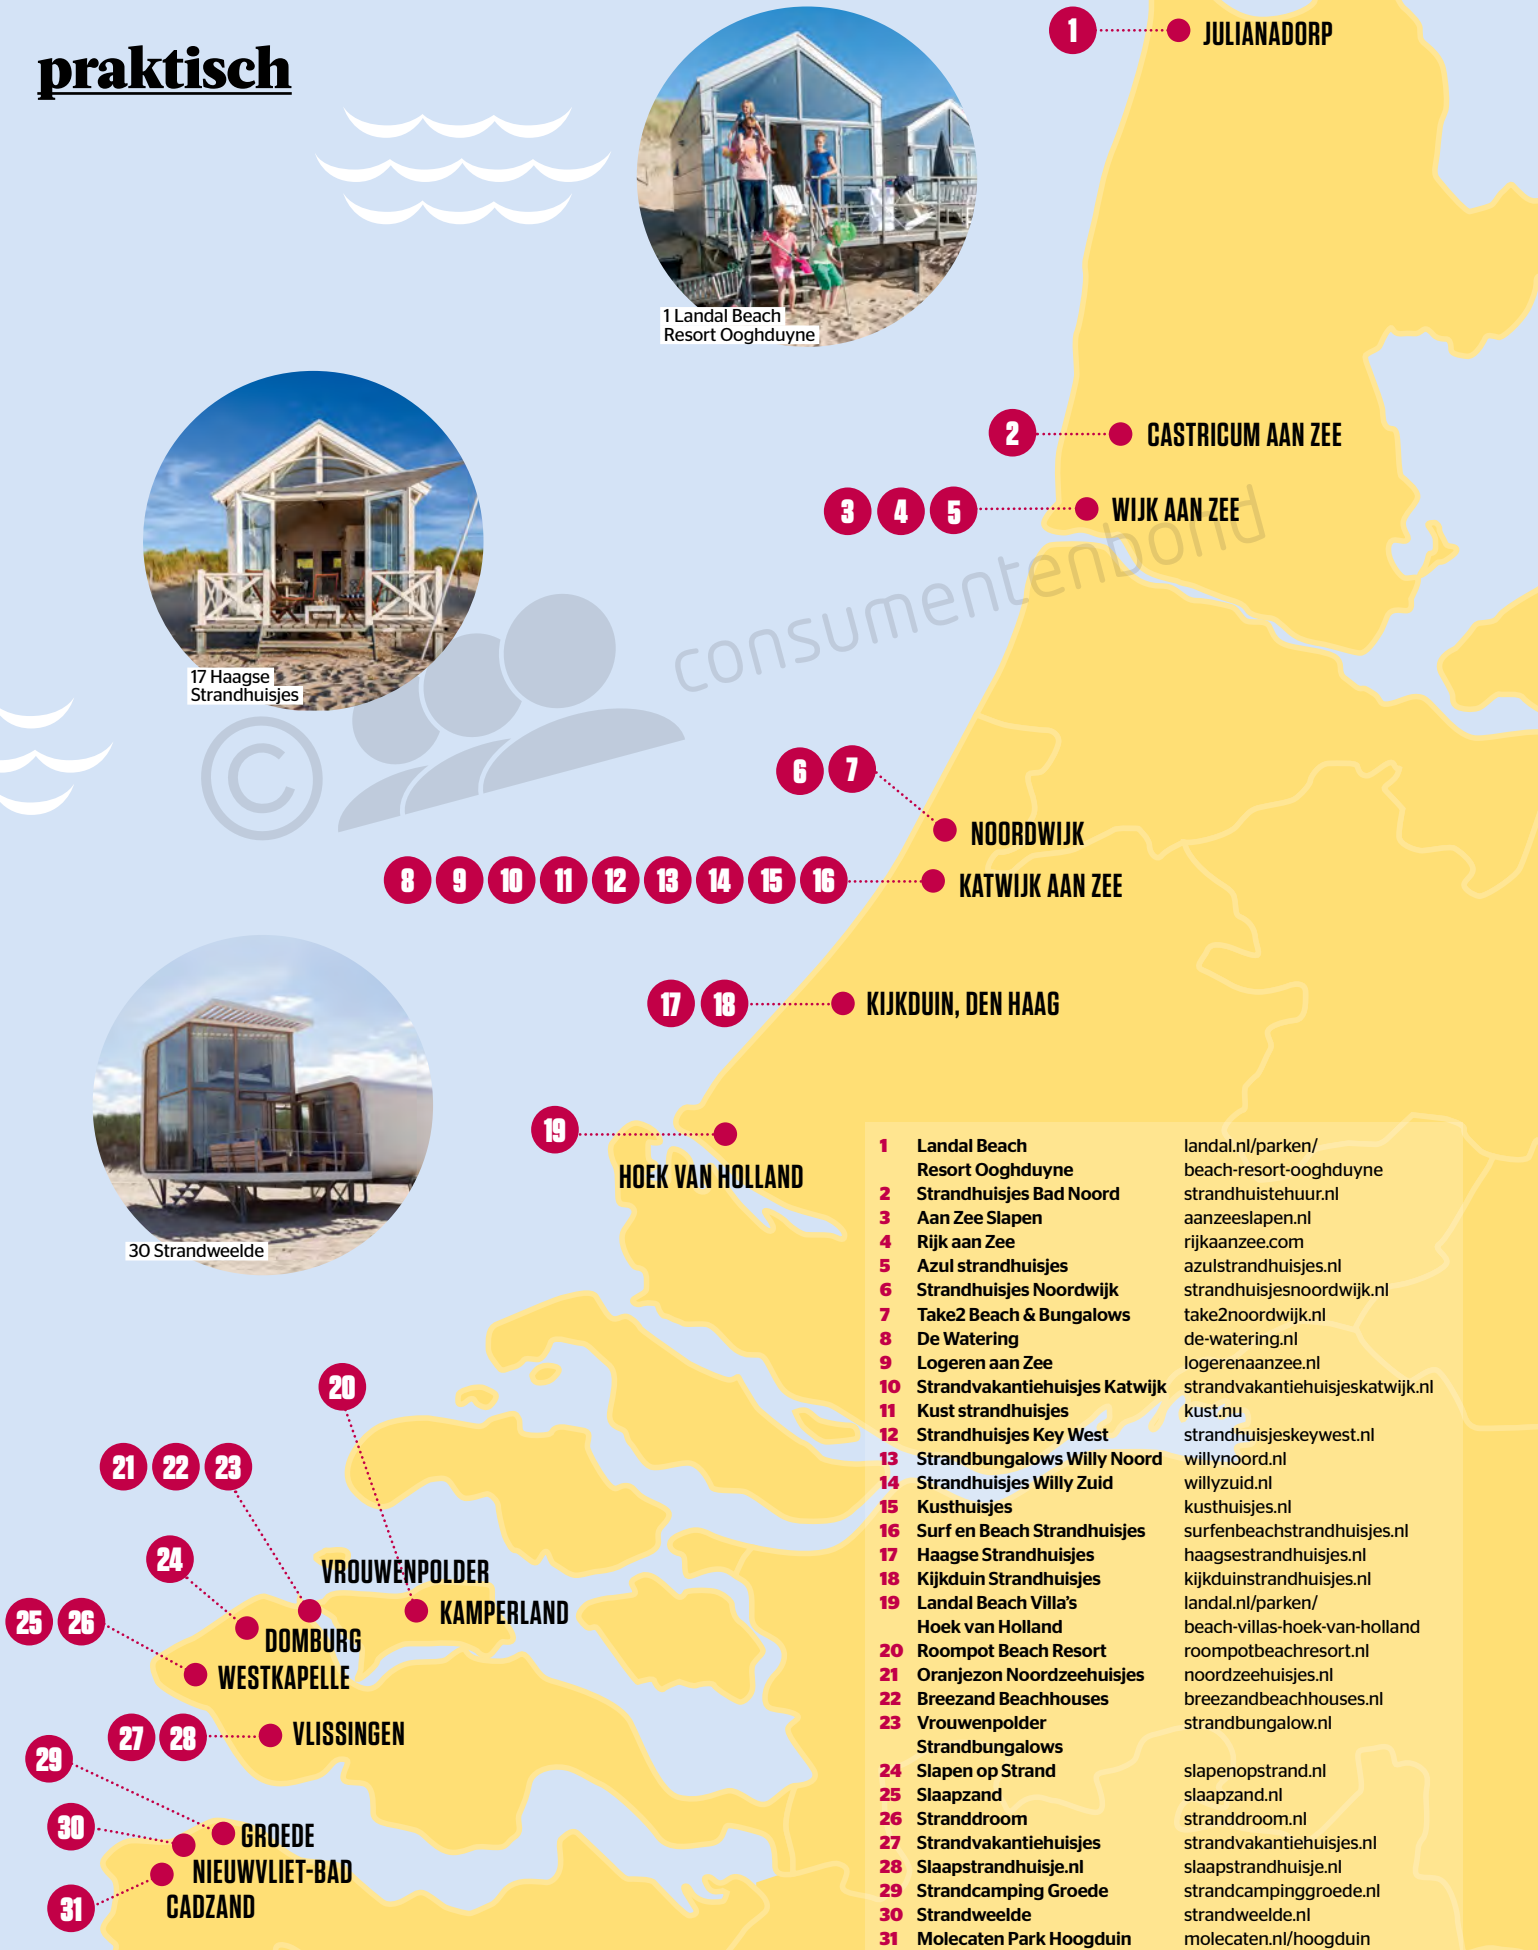 praktisch
1
JULIANADORP
1 Landal Beach
Resort Ooghduyne
2
CASTRICUM AAN ZEE
3 4 5
WIJK AAN ZEE
17 Haagse
Strandhuisjes
© consumentenbond
6 7
NOORDWIJK
8 9 10 11 12 13 14 15 16
KATWIJK AAN ZEE
17 18
KIJKDUIN, DEN HAAG
30 Strandweelde
19
HOEK VAN HOLLAND
20
21 22 23
24
VROUWENPOLDER
25 26
KAMPERLAND
DOMBURG
WESTKAPELLE
27 28
VLISSINGEN
29
30
GROEDE
NIEUWVLIET-BAD
31
CADZAND
1 Landal Beach landal.nl/parken/
Resort Ooghduyne beach-resort-ooghduyne
2 Strandhuisjes Bad Noord strandhuistehuur.nl
3 Aan Zee Slapen aanzeeslapen.nl
4 Rijk aan Zee rijkaanzee.com
5 Azul strandhuisjes azulstrandhuisjes.nl
6 Strandhuisjes Noordwijk strandhuisjesnoordwijk.nl
7 Take2 Beach & Bungalows take2noordwijk.nl
8 De Watering de-watering.nl
9 Logeren aan Zee logerenaanzee.nl
10 Strandvakantiehuisjes Katwijk strandvakantiehuisjeskatwijk.nl
11 Kust strandhuisjes kust.nu
12 Strandhuisjes Key West strandhuisjeskeywest.nl
13 Strandbungalows Willy Noord willynoord.nl
14 Strandhuisjes Willy Zuid willyzuid.nl
15 Kusthuisjes kusthuisjes.nl
16 Surf en Beach Strandhuisjes surfenbeachstrandhuisjes.nl
17 Haagse Strandhuisjes haagsestrandhuisjes.nl
18 Kijkduin Strandhuisjes kijkduinstrandhuisjes.nl
19 Landal Beach Villa's landal.nl/parken/
Hoek van Holland beach-villas-hoek-van-holland
20 Roompot Beach Resort roompotbeachresort.nl
21 Oranjezon Noordzeehuisjes noordzeehuisjes.nl
22 Breezand Beachhouses breezandbeachhouses.nl
23 Vrouwenpolder strandbungalow.nl
Strandbungalows
24 Slapen op Strand slapenopstrand.nl
25 Slaapzand slaapzand.nl
26 Stranddroom stranddroom.nl
27 Strandvakantiehuisjes strandvakantiehuisjes.nl
28 Slaapstrandhuisje.nl slaapstrandhuisje.nl
29 Strandcamping Groede strandcampinggroede.nl
30 Strandweelde strandweelde.nl
31 Molecaten Park Hoogduin molecaten.nl/hoogduin